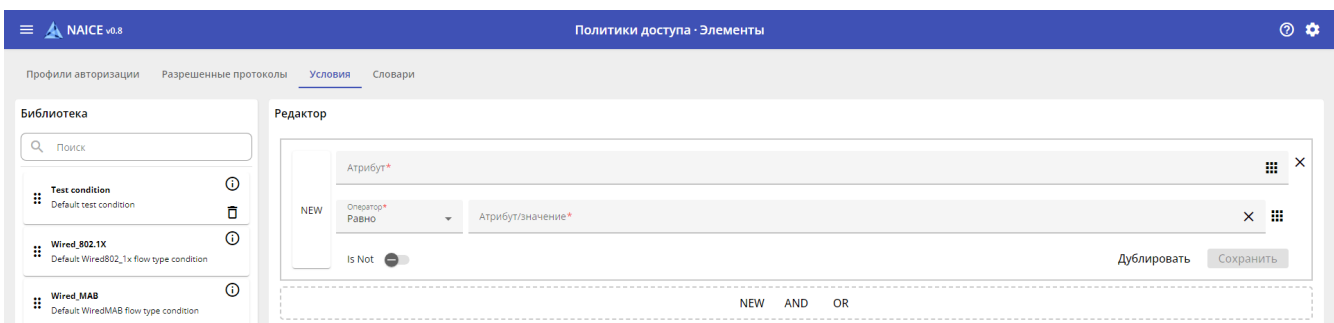 NAICE v0.8
Политики доступа · Элементы
Профили авторизации Разрешенные протоколы Условия Словари
Библиотека
Поиск
Test condition
Default test condition
Wired_802.1X
Default Wired802_1x flow type condition
Wired_MAB
Default WiredMAB flow type condition
Редактор
NEW
Атрибут*
Оператор*
Равно
Атрибут/значение*
Is Not
Дублировать
Сохранить
NEW AND OR